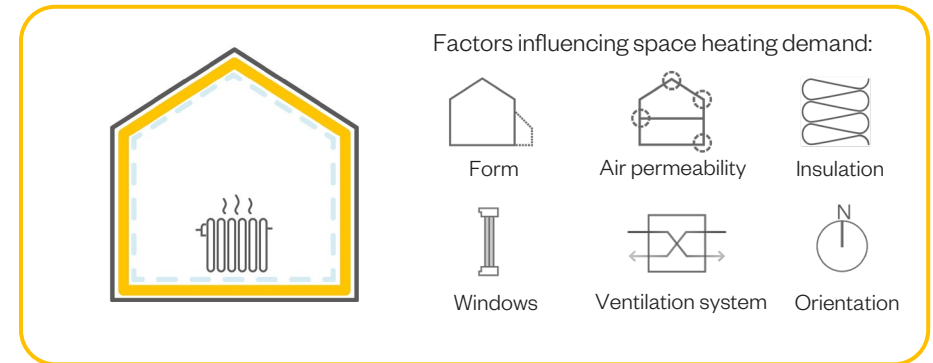 Factors influencing space heating demand:
Form
Air permeability
Insulation
N
Windows
Ventilation system
Orientation